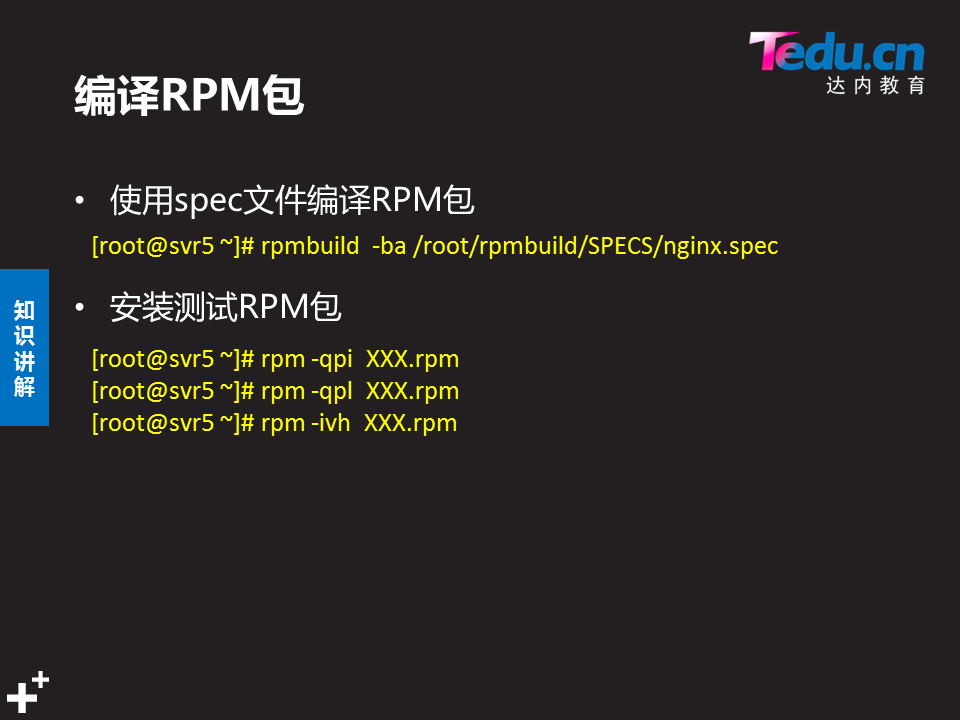 Tedu.cn
达内教育
编译RPM包
• 使用spec文件编译RPM包
[root@svr5 ~]# rpmbuild  -ba /root/rpmbuild/SPECS/nginx.spec
• 安装测试RPM包
[root@svr5 ~]# rpm -qpi  XXX.rpm
[root@svr5 ~]# rpm -qpl  XXX.rpm
[root@svr5 ~]# rpm -ivh  XXX.rpm
知
识
讲
解